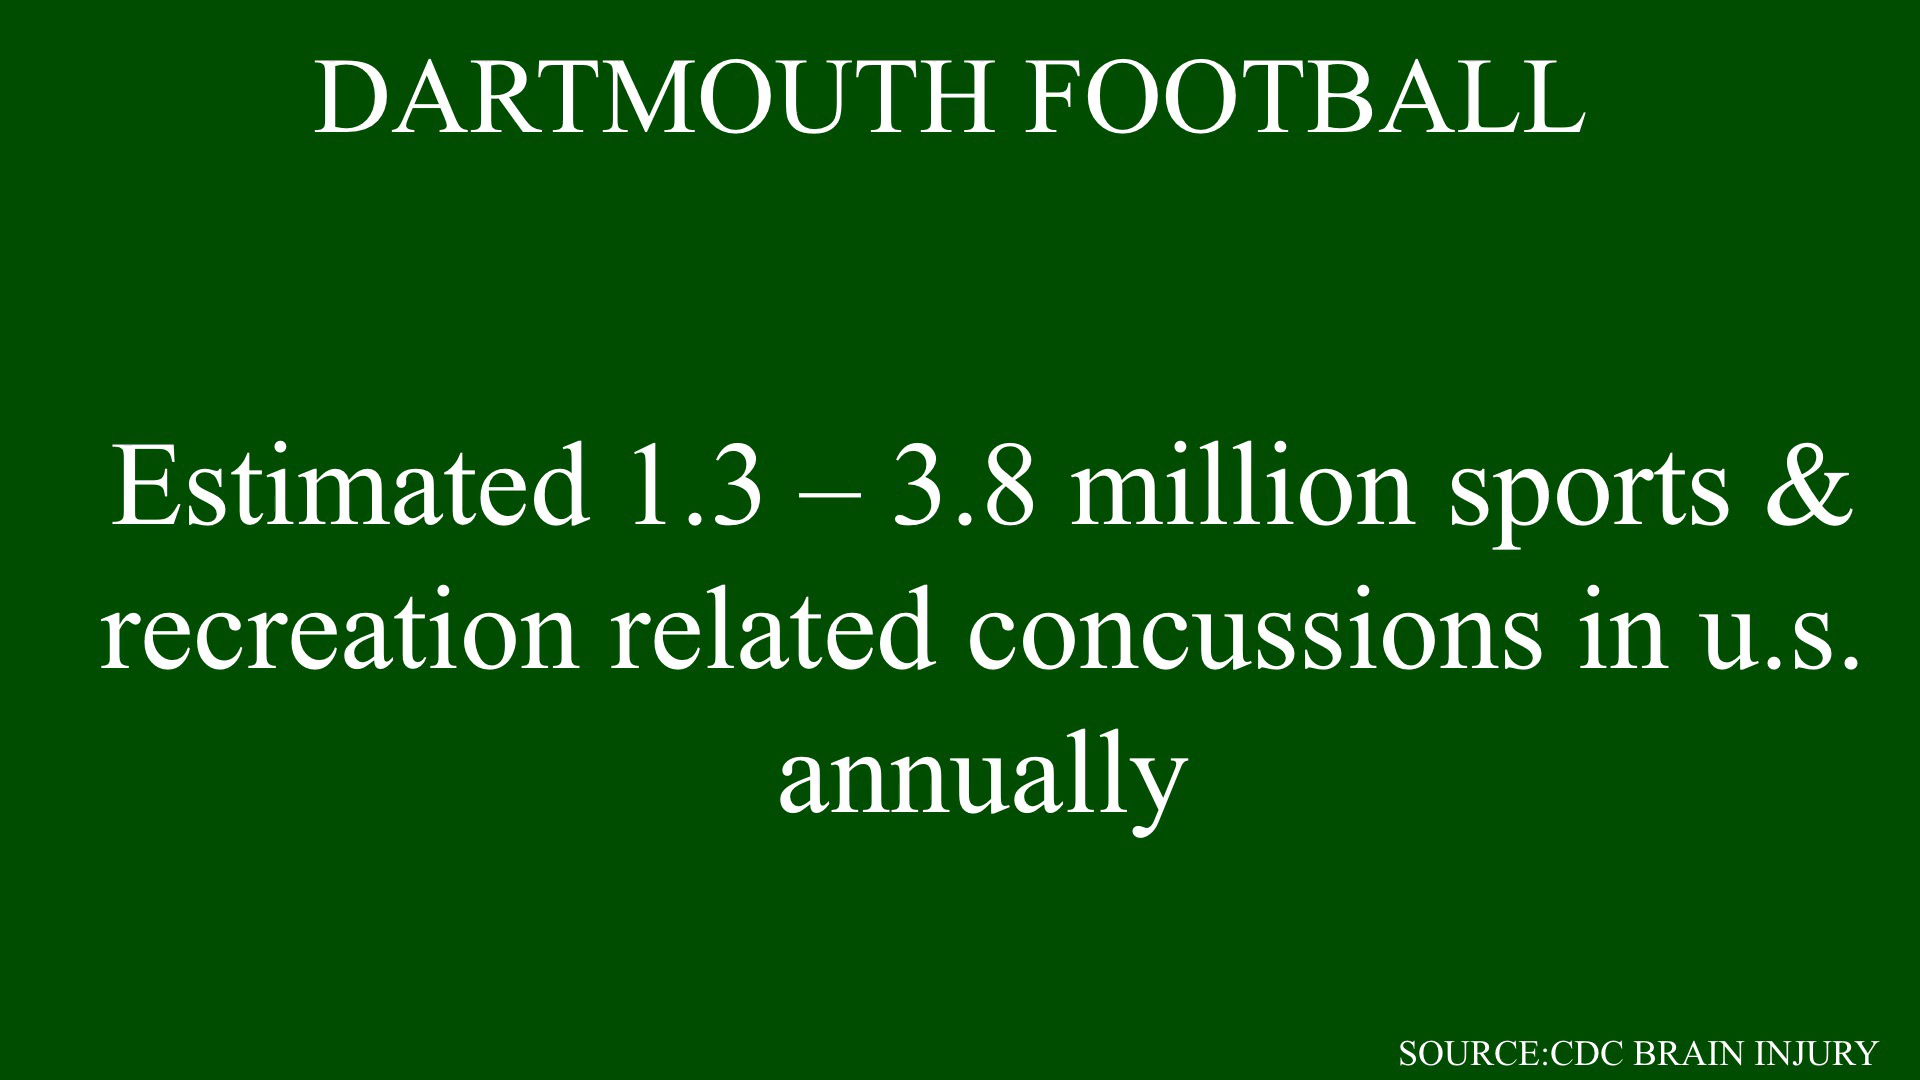 DARTMOUTH FOOTBALL
Estimated 1.3 – 3.8 million sports &
recreation related concussions in u.s.
annually
SOURCE:CDC BRAIN INJURY